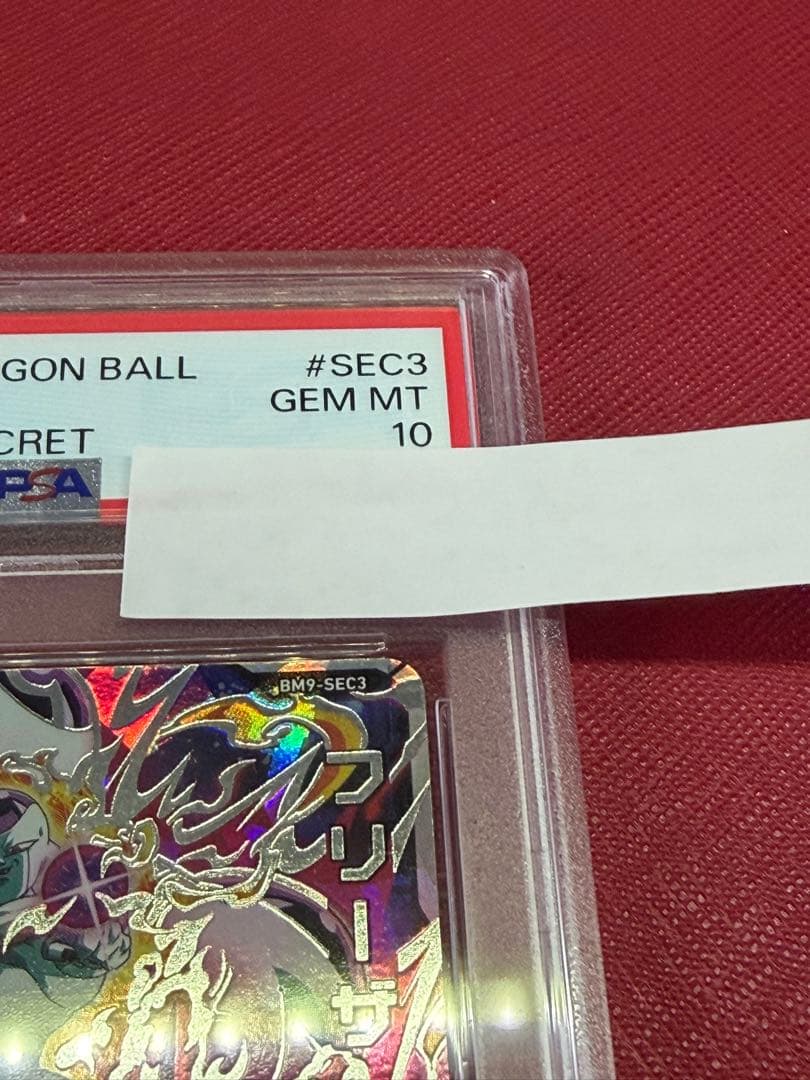 GON BALL #SEC3
GEM MT
CRET 10
PSA
BM9-SEC3
フリーザ